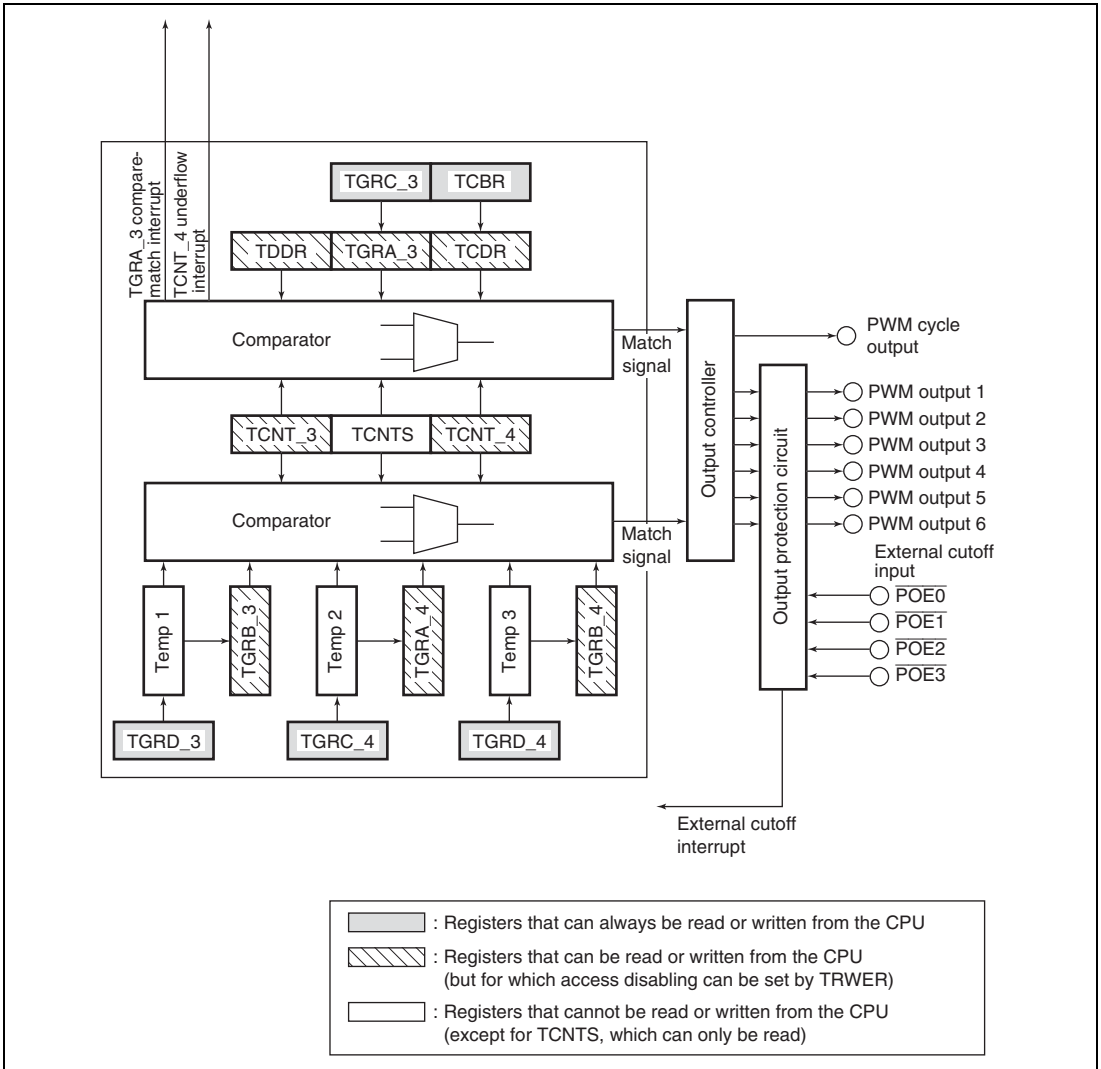 TGRA_3 compare-
match interrupt
TCNT_4 underflow
interrupt
TGRC_3
TCBR
TDDR
TGRA_3
TCDR
Comparator
Match
signal
Output controller
PWM cycle
output
TCNT_3
TCNTS
TCNT_4
Output protection circuit
PWM output 1
PWM output 2
PWM output 3
PWM output 4
PWM output 5
PWM output 6
Comparator
Match
signal
External cutoff
input
POE0
POE1
POE2
POE3
Temp 1
TGRB_3
Temp 2
TGRA_4
Temp 3
TGRB_4
TGRD_3
TGRC_4
TGRD_4
External cutoff
interrupt
: Registers that can always be read or written from the CPU
: Registers that can be read or written from the CPU
(but for which access disabling can be set by TRWER)
: Registers that cannot be read or written from the CPU
(except for TCNTS, which can only be read)